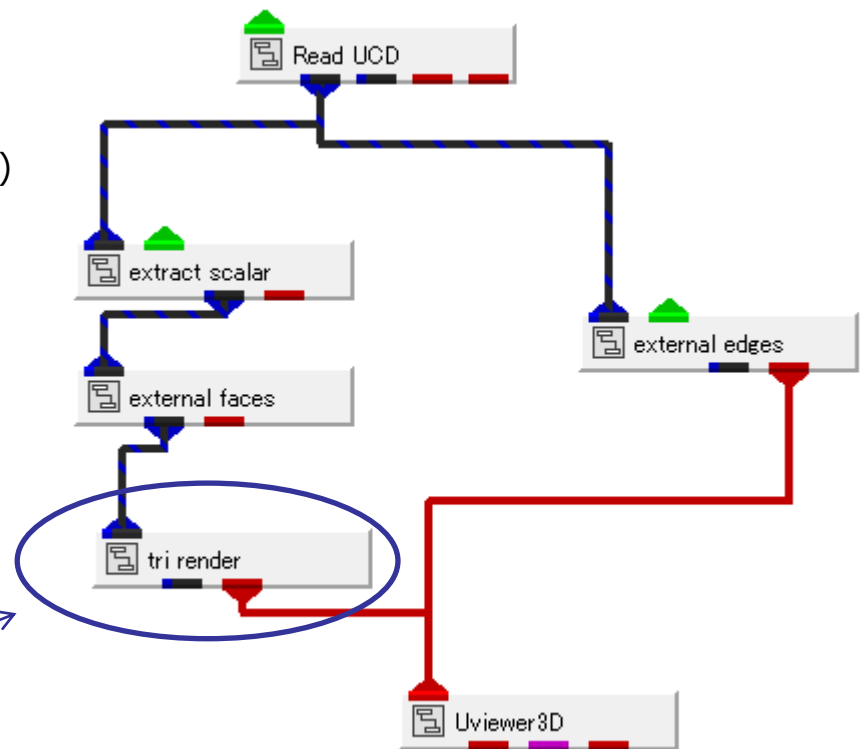 Read UCD
)
extract scalar
external edges
external faces
tri render
Uviewer3D